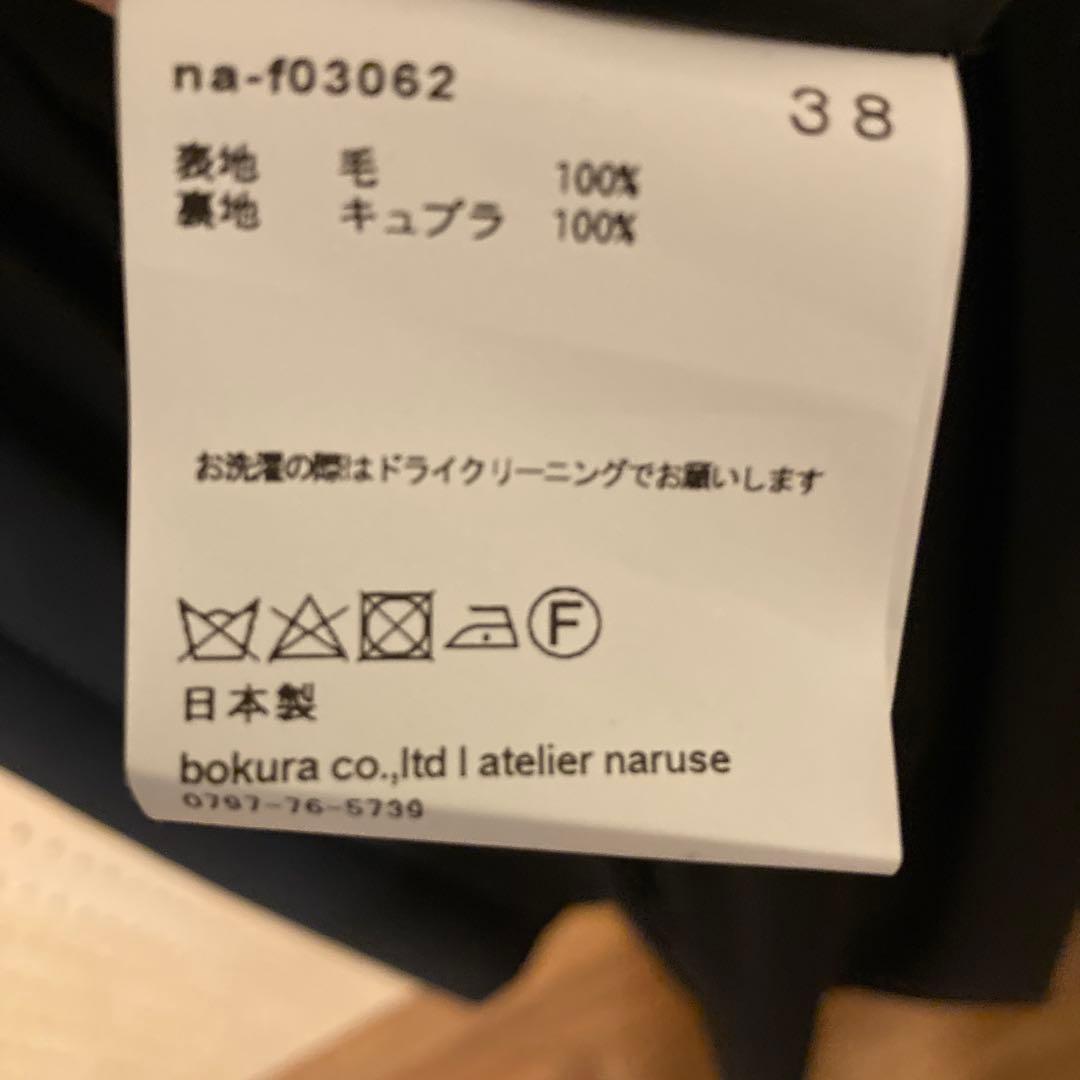 na-f03062 38
表地 毛 100%
裏地 キュプラ 100%
お洗濯の際はドライクリーニングでお願いします
F
日本製
bokura co.,ltd | atelier naruse
0797-76-5739